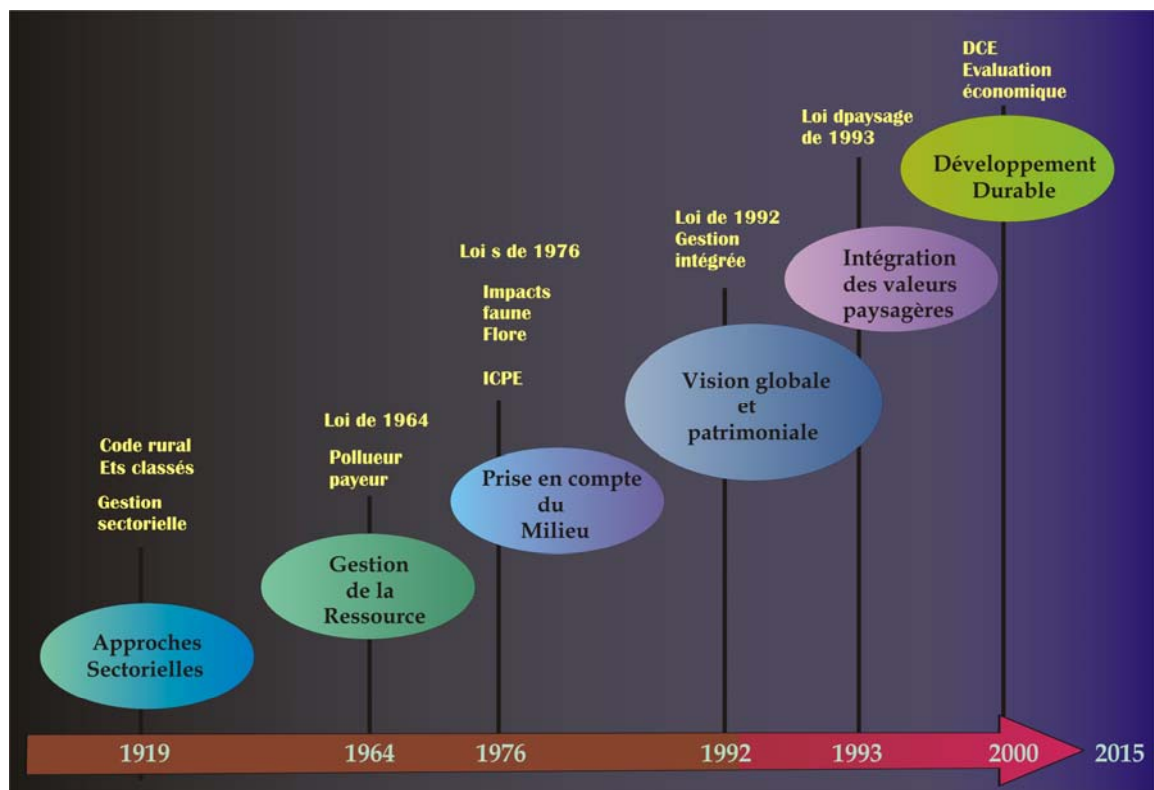 DCE
Evaluation
économique
Développement
Durable
Loi dpaysage
de 1993
Intégration
des valeurs
paysagères
Loi de 1992
Gestion
intégrée
Vision globale
et
patrimoniale
Loi s de 1976
Impacts
faune
Flore
ICPE
Prise en compte
du
Milieu
Loi de 1964
Pollueur
payeur
Gestion
de la
Ressource
Code rural
Ets classés
Gestion
sectorielle
Approches
Sectorielles
1919 1964 1976 1992 1993 2000 2015